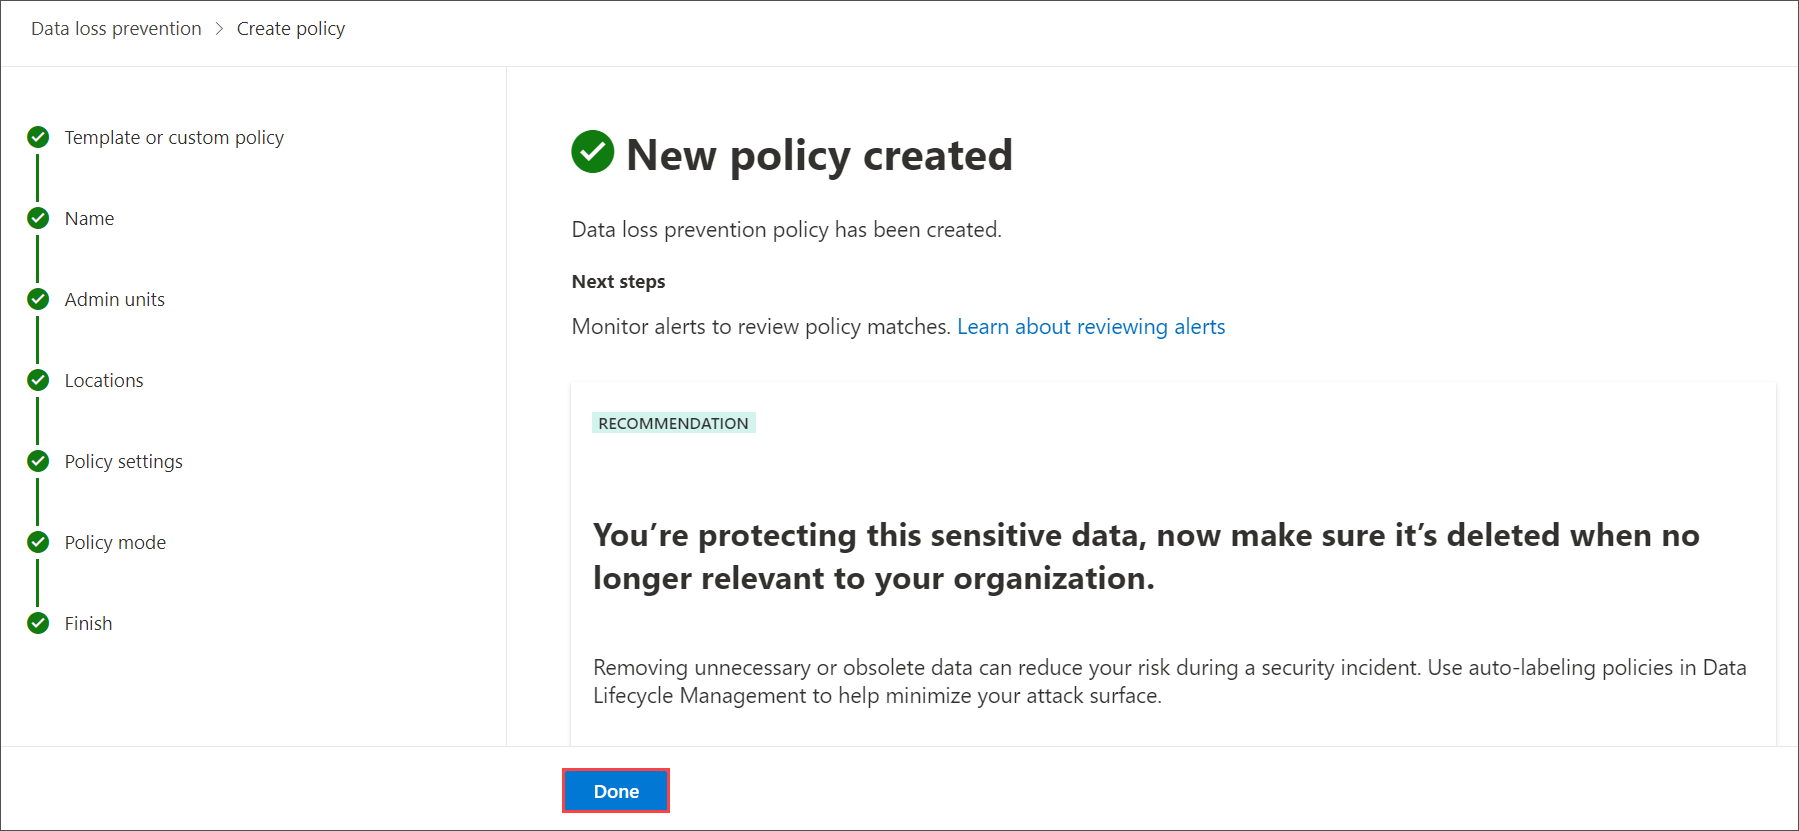 Data loss prevention > Create policy
Template or custom policy
Name
Admin units
Locations
Policy settings
Policy mode
Finish
New policy created
Data loss prevention policy has been created.
Next steps
Monitor alerts to review policy matches. Learn about reviewing alerts
RECOMMENDATION
You’re protecting this sensitive data, now make sure it’s deleted when no
longer relevant to your organization.
Removing unnecessary or obsolete data can reduce your risk during a security incident. Use auto-labeling policies in Data
Lifecycle Management to help minimize your attack surface.
Done